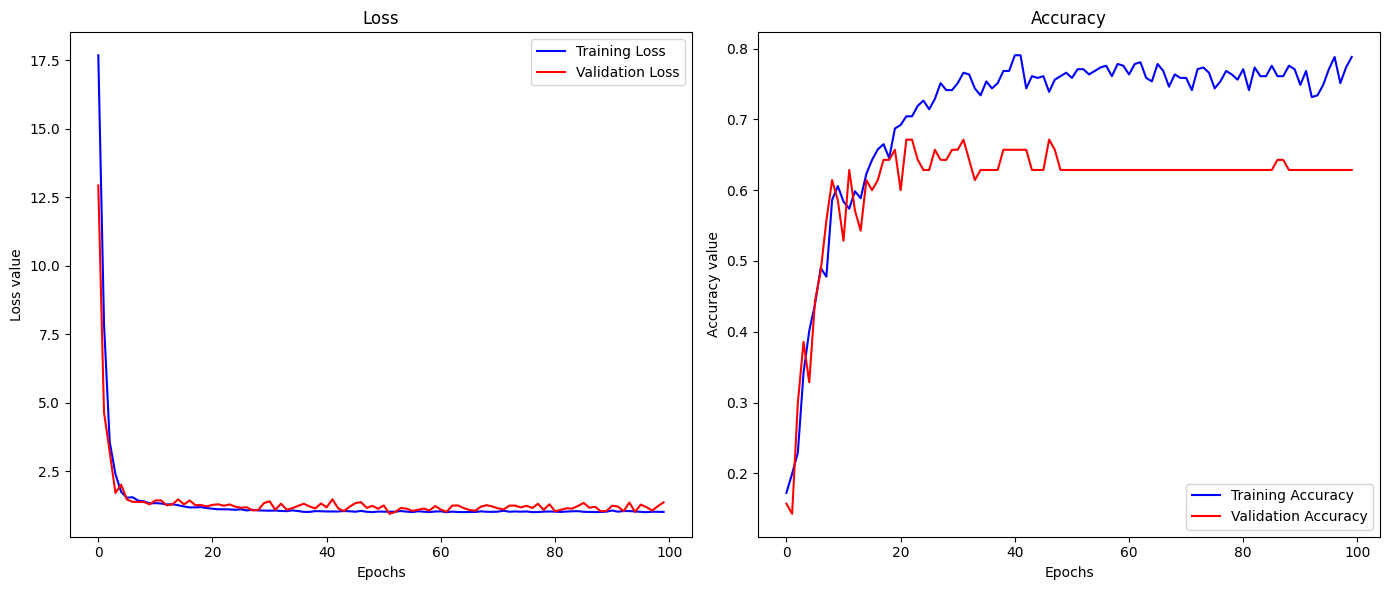 Loss
Training Loss
Validation Loss
17.5
15.0
12.5
10.0
7.5
5.0
2.5
Loss value
0
20
40
60
80
100
Epochs
Accuracy
0.8
0.7
0.6
0.5
0.4
0.3
0.2
Accuracy value
Training Accuracy
Validation Accuracy
0
20
40
60
80
100
Epochs